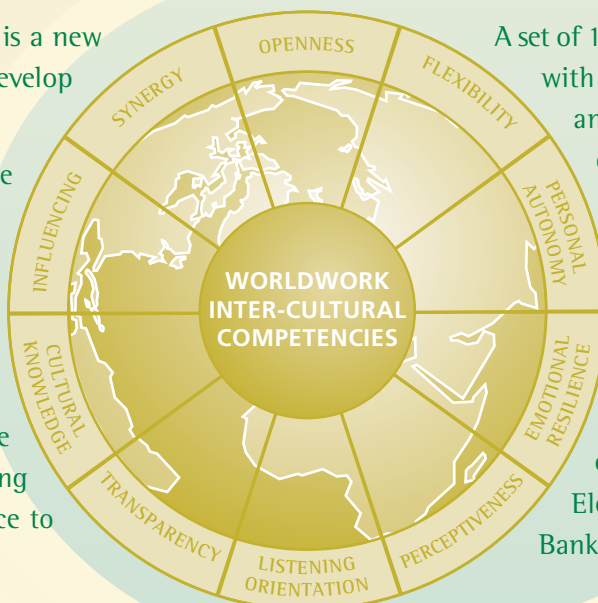 is a new
evelop
e
e
ng
ce to
OPENNESS
FLEXIBILITY
PERSONAL
AUTONOMY
EMOTIONAL
RESILIENCE
PERCEPTIVENESS
LISTENING
ORIENTATION
TRANSPARENCY
CULTURAL
KNOWLEDGE
INFLUENCING
SYNERGY
WORLDWORK
INTER-CULTURAL
COMPETENCIES
A set of 1
with
an
Ele
Bank